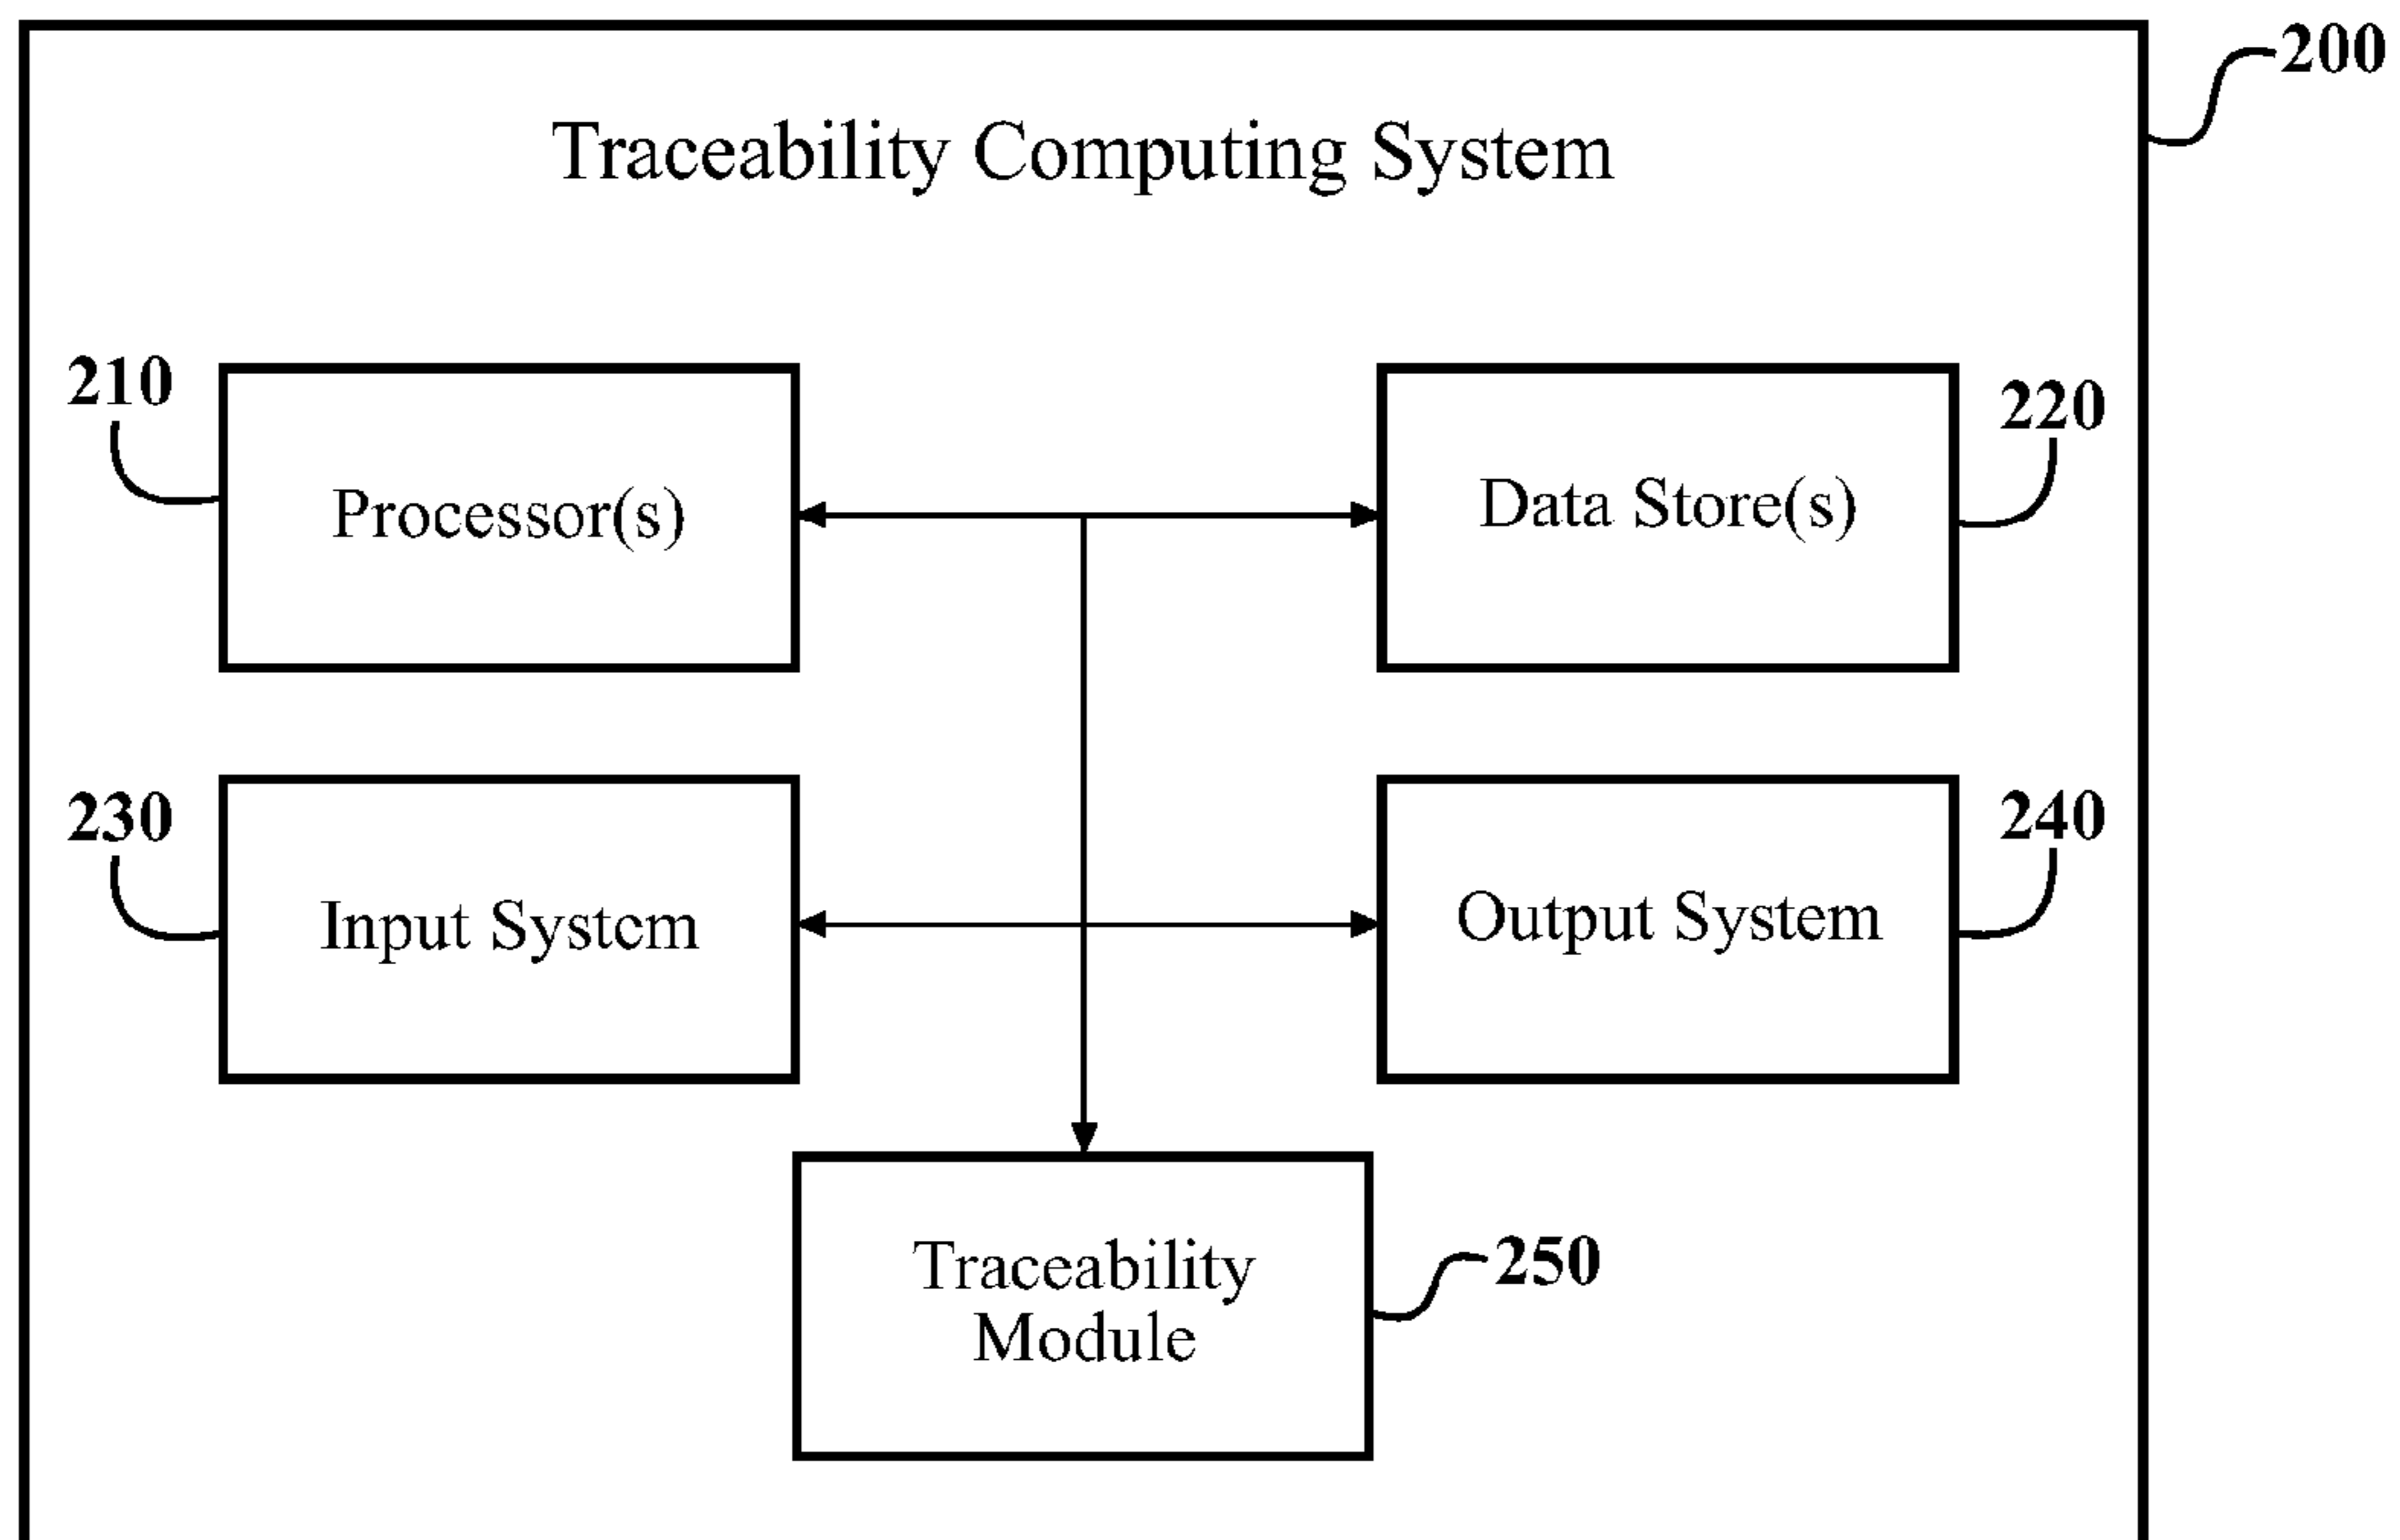 200
Traceability Computing System
210
Processor(s)
Data Store(s)
220
230
Input System
Output System
240
Traceability
Module
250